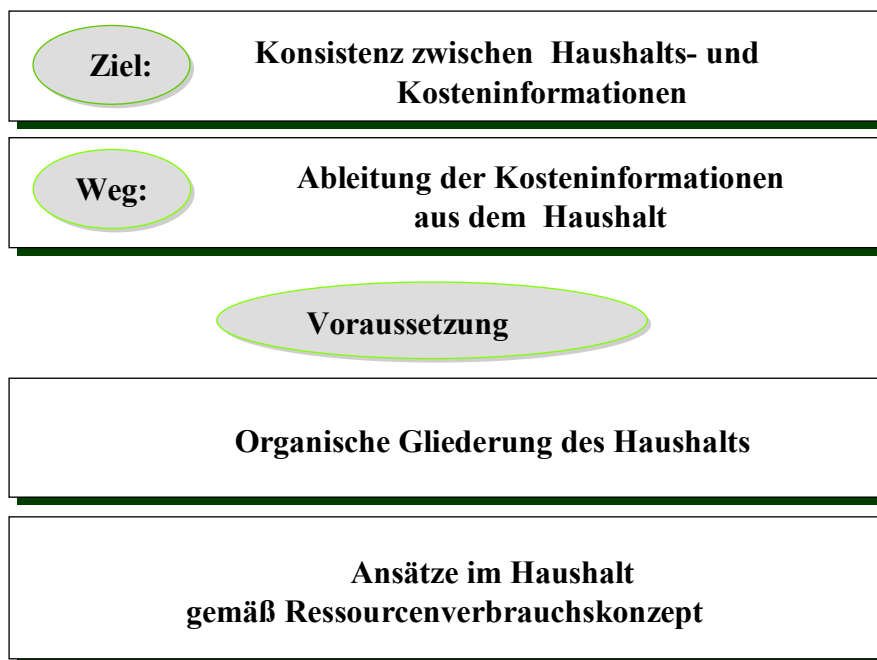 Ziel:
Konsistenz zwischen Haushalts- und
Kosteninformationen
Weg:
Ableitung der Kosteninformationen
aus dem Haushalt
Voraussetzung
Organische Gliederung des Haushalts
Ansätze im Haushalt
gemäß Ressourcenverbrauchskonzept